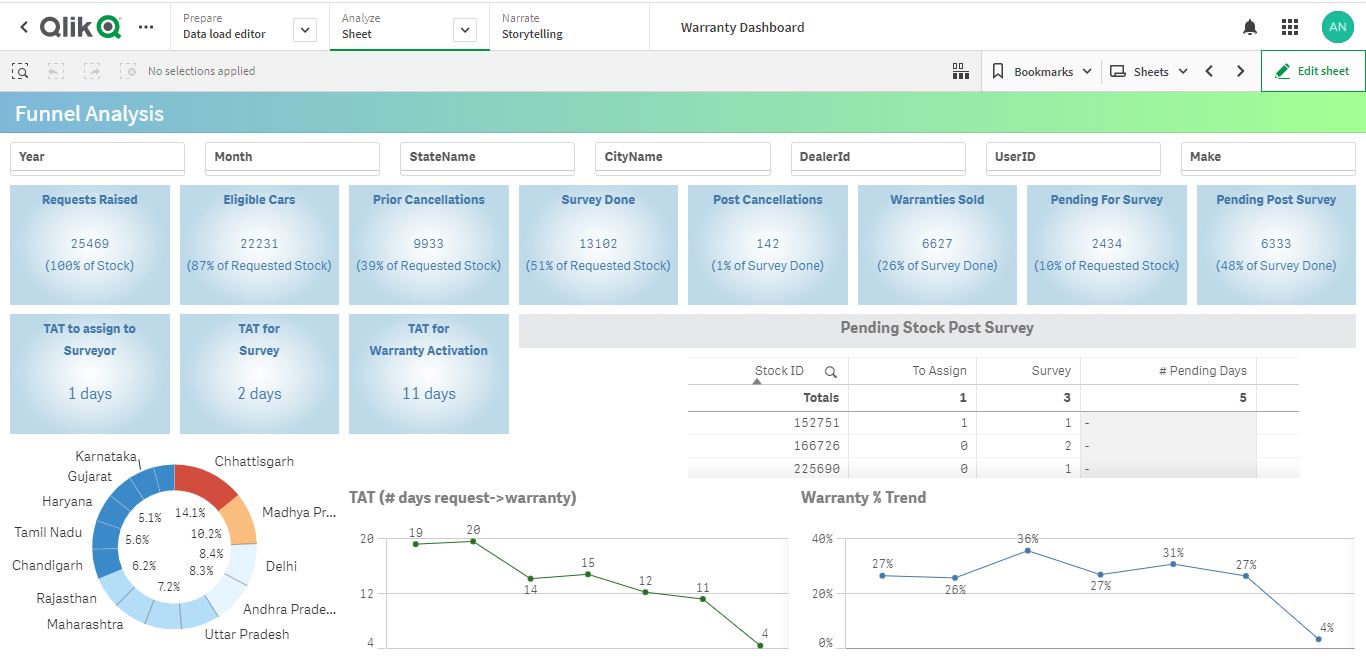 Qlik
Prepare
Data load editor
Analyze
Sheet
Narrate
Storytelling
Warranty Dashboard
AN
No selections applied
Bookmarks
Sheets
Edit sheet
Funnel Analysis
Year
Month
StateName
CityName
DealerId
UserID
Make
Requests Raised
25469
(100% of Stock)
Eligible Cars
22231
(87% of Requested Stock)
Prior Cancellations
9933
(39% of Requested Stock)
Survey Done
13102
(51% of Requested Stock)
Post Cancellations
142
(1% of Survey Done)
Warranties Sold
6627
(26% of Survey Done)
Pending For Survey
2434
(10% of Requested Stock)
Pending Post Survey
6333
(48% of Survey Done)
TAT to assign to
Surveyor
1 days
TAT for
Survey
2 days
TAT for
Warranty Activation
11 days
Pending Stock Post Survey
Stock ID To Assign Survey # Pending Days
Totals 1 3 5
152751 1 1 -
166726 0 2 -
225690 0 1 -
Karnataka
Gujarat
Haryana
Tamil Nadu
Chandigarh
Rajasthan
Maharashtra
Uttar Pradesh
Andhra Prade...
Delhi
Madhya Pr...
Chhattisgarh
14.1%
10.2%
8.4%
8.3%
7.2%
6.2%
5.6%
5.1%
TAT (# days request->warranty)
20
12
4
19
20
14
15
12
11
4
Warranty % Trend
40%
20%
0%
27%
26%
36%
27%
31%
27%
4%